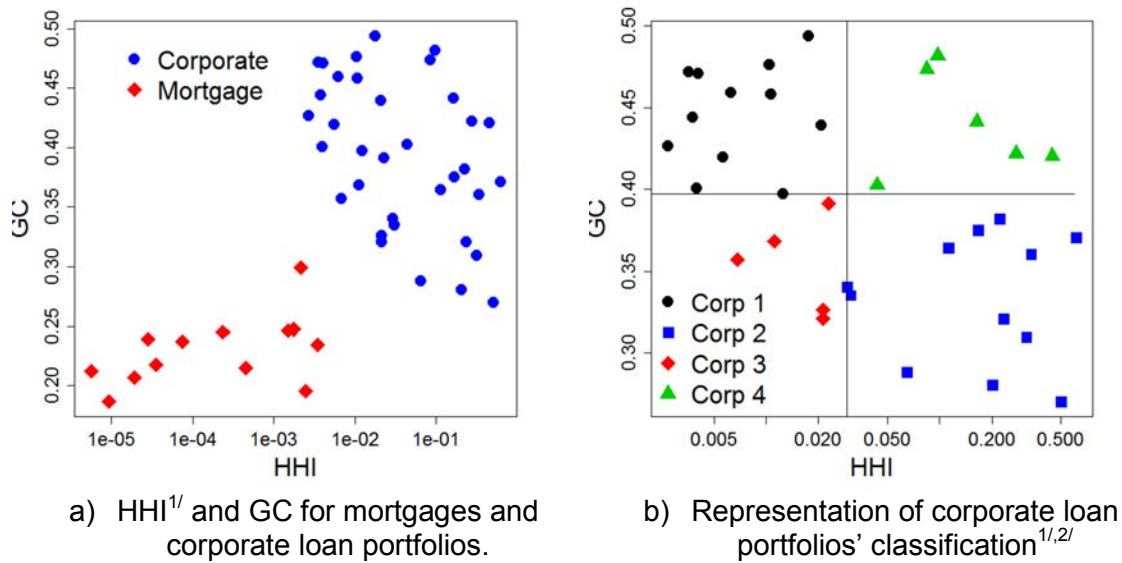 0.50
0.45
0.40
0.35
0.30
0.25
0.20
GC
Corporate
Mortgage
1e-05 1e-04 1e-03 1e-02 1e-01
HHI
a) HHI1/ and GC for mortgages and
corporate loan portfolios.
0.50
0.45
0.40
0.35
0.30
GC
Corp 1
Corp 2
Corp 3
Corp 4
0.005 0.020 0.050 0.200 0.500
HHI
b) Representation of corporate loan
portfolios’ classification1/,2/